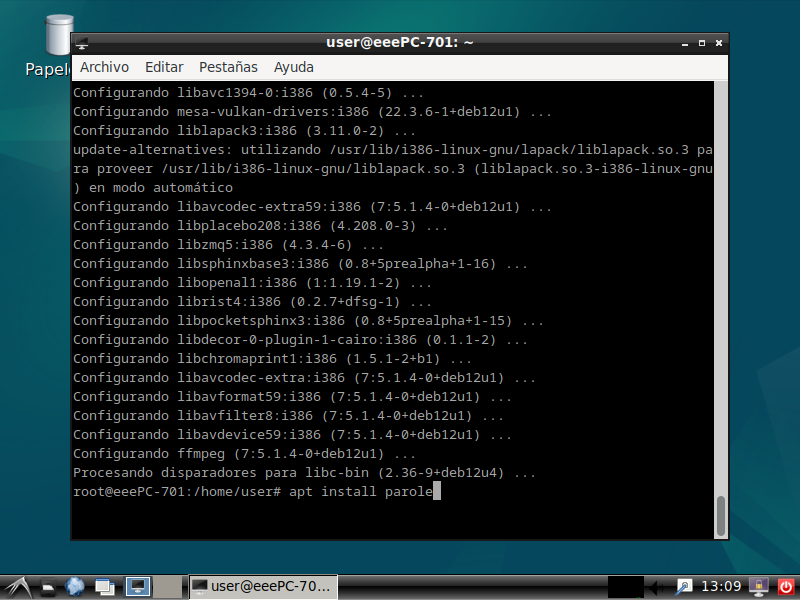 user@eeePC-701: ~
Archivo Editar Pestañas Ayuda
Configurando libavc1394-0:i386 (0.5.4-5) ...
Configurando mesa-vulkan-drivers:i386 (22.3.6-1+deb12u1) ...
Configurando liblapack3:i386 (3.11.0-2) ...
update-alternatives: utilizando /usr/lib/i386-linux-gnu/lapack/liblapack.so.3 pa
ra proveer /usr/lib/i386-linux-gnu/liblapack.so.3 (liblapack.so.3-i386-linux-gnu
) en modo automático
Configurando libavcodec-extra59:i386 (7:5.1.4-0+deb12u1) ...
Configurando libplacebo208:i386 (4.208.0-3) ...
Configurando libzmq5:i386 (4.3.4-6) ...
Configurando libsphinxbase3:i386 (0.8+5prealpha+1-16) ...
Configurando libopenal1:i386 (1:1.19.1-2) ...
Configurando librist4:i386 (0.2.7+dfsg-1) ...
Configurando libpocketsphinx3:i386 (0.8+5prealpha+1-15) ...
Configurando libdecor-0-plugin-1-cairo:i386 (0.1.1-2) ...
Configurando libchromaprint1:i386 (1.5.1-2+b1) ...
Configurando libavcodec-extra:i386 (7:5.1.4-0+deb12u1) ...
Configurando libavformat59:i386 (7:5.1.4-0+deb12u1) ...
Configurando libavfilter8:i386 (7:5.1.4-0+deb12u1) ...
Configurando libavdevice59:i386 (7:5.1.4-0+deb12u1) ...
Configurando ffmpeg (7:5.1.4-0+deb12u1) ...
Procesando disparadores para libc-bin (2.36-9+deb12u4) ...
root@eeePC-701:/home/user# apt install parole
user@eeePC-70...
13:09